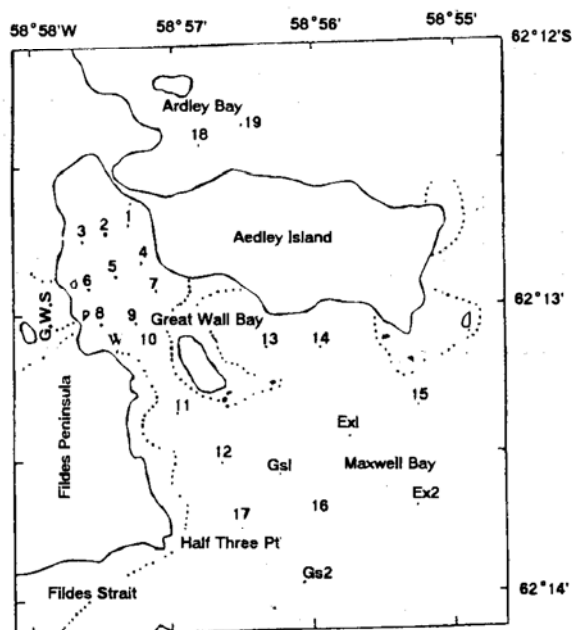 58°58'W 58°57' 58°56' 58°55'
62°12'S
Ardley Bay
18 19
1
3 2
Aedley Island
4
5
6 7
62°13'
G.W.S
p 8 9 Great Wall Bay
W 10 13 14
11 15
Fildes Peninsula
Exl
12 Gsl Maxwell Bay
Ex2
17 16
Half Three Pt
Gs2
Fildes Strait
62°14'